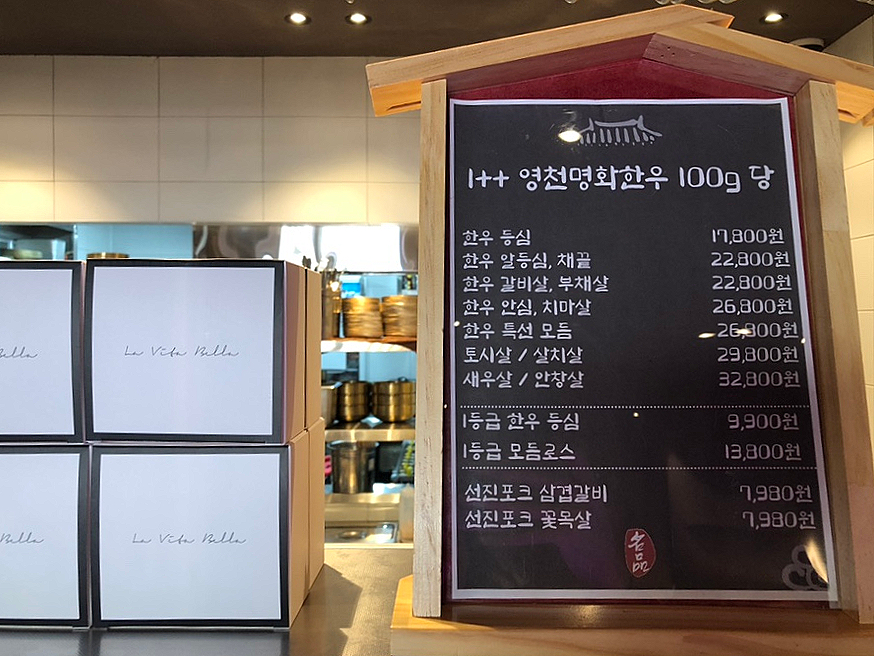 1++ 영천명화한우 100g 당
한우 등심 17,800원
한우 알등심, 채끝 22,800원
한우 갈비살, 부채살 22,800원
한우 안심, 치마살 26,800원
한우 특선 모듬 26,800원
토시살 / 살치살 29,800원
새우살 / 안창살 32,800원
1등급 한우 등심 9,900원
1등급 모듬로스 13,800원
선진포크 삼겹갈비 7,980원
선진포크 꽃목살 7,980원
Bella
La Vita Bella
Bella
La Vita Bella